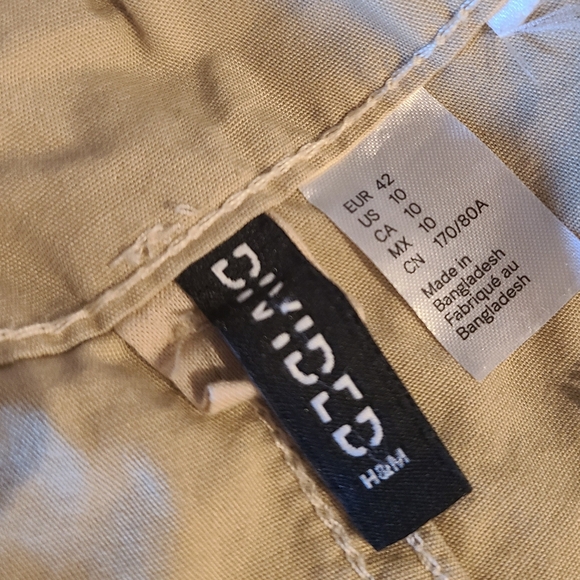 DIVIDED
H&M
EUR 42
US 10
CA 10
MX 10
CN 170/80A
Made in
Bangladesh
Fabriqué au
Bangladesh